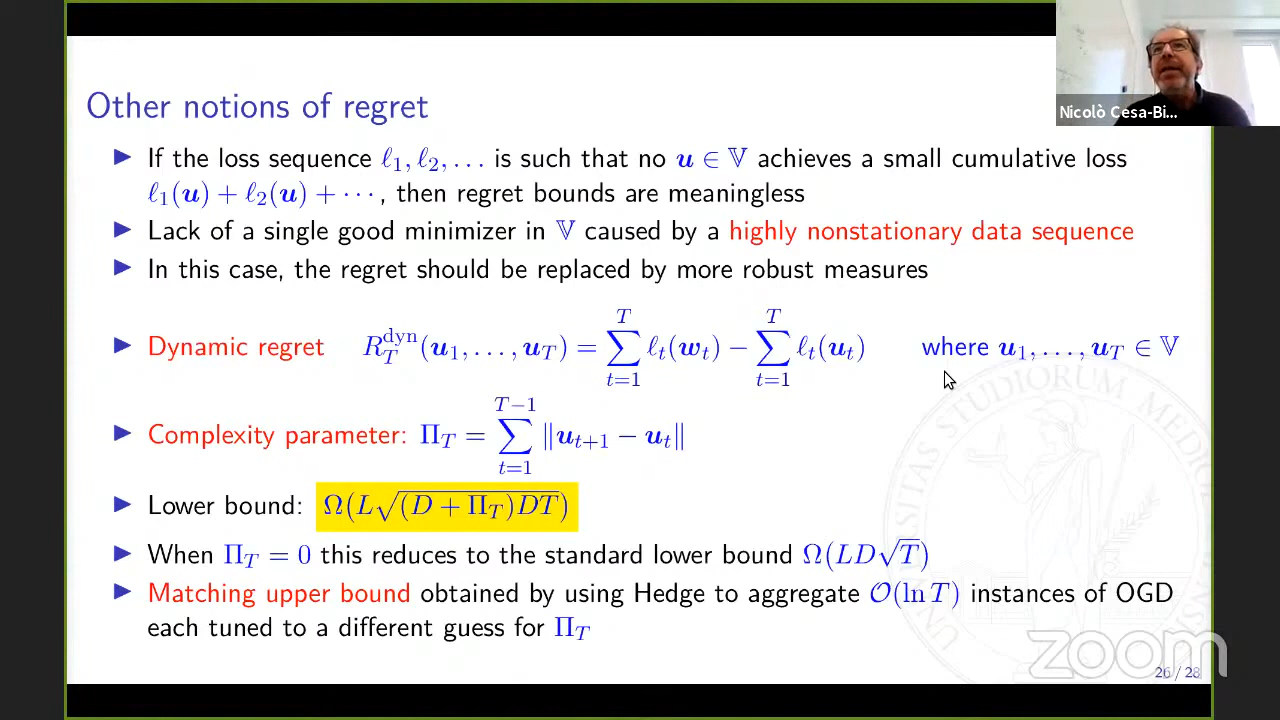 Nicolò Cesa-Bi...
Other notions of regret
▶ If the loss sequence ℓ₁, ℓ₂, . . . is such that no u ∈ 𝕍 achieves a small cumulative loss
ℓ₁(u) + ℓ₂(u) + · · · , then regret bounds are meaningless
▶ Lack of a single good minimizer in 𝕍 caused by a highly nonstationary data sequence
▶ In this case, the regret should be replaced by more robust measures
▶ Dynamic regret R_T^dyn(u₁, . . . , u_T) = ∑_{t=1}^{T} ℓ_t(w_t) − ∑_{t=1}^{T} ℓ_t(u_t) where u₁, . . . , u_T ∈ 𝕍
▶ Complexity parameter: Π_T = ∑_{t=1}^{T−1} ‖u_{t+1} − u_t‖
▶ Lower bound: Ω(L√((D + Π_T)DT))
▶ When Π_T = 0 this reduces to the standard lower bound Ω(LD√T)
▶ Matching upper bound obtained by using Hedge to aggregate 𝒪(ln T) instances of OGD
each tuned to a different guess for Π_T
zoom
26 / 28